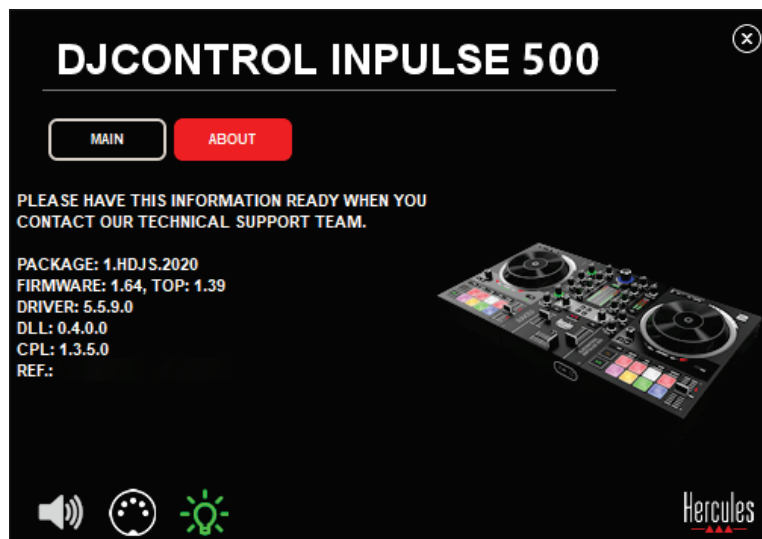 DJCONTROL INPULSE 500
MAIN
ABOUT
PLEASE HAVE THIS INFORMATION READY WHEN YOU
CONTACT OUR TECHNICAL SUPPORT TEAM.
PACKAGE: 1.HDJS.2020
FIRMWARE: 1.64, TOP: 1.39
DRIVER: 5.5.9.0
DLL: 0.4.0.0
CPL: 1.3.5.0
REF.:
Hercules